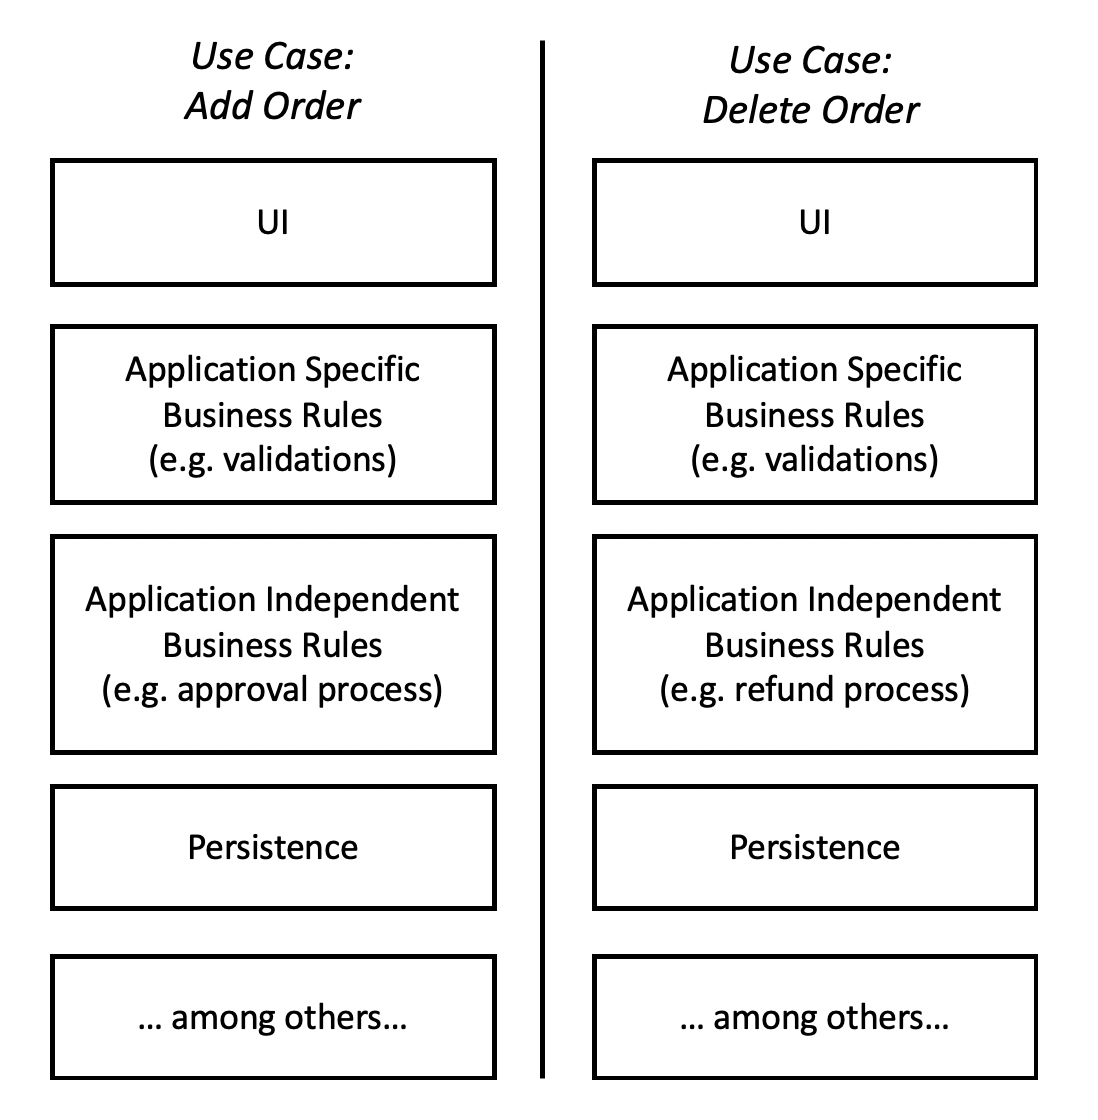 Use Case:
Add Order
UI
Application Specific
Business Rules
(e.g. validations)
Application Independent
Business Rules
(e.g. approval process)
Persistence
... among others...
Use Case:
Delete Order
UI
Application Specific
Business Rules
(e.g. validations)
Application Independent
Business Rules
(e.g. refund process)
Persistence
... among others...